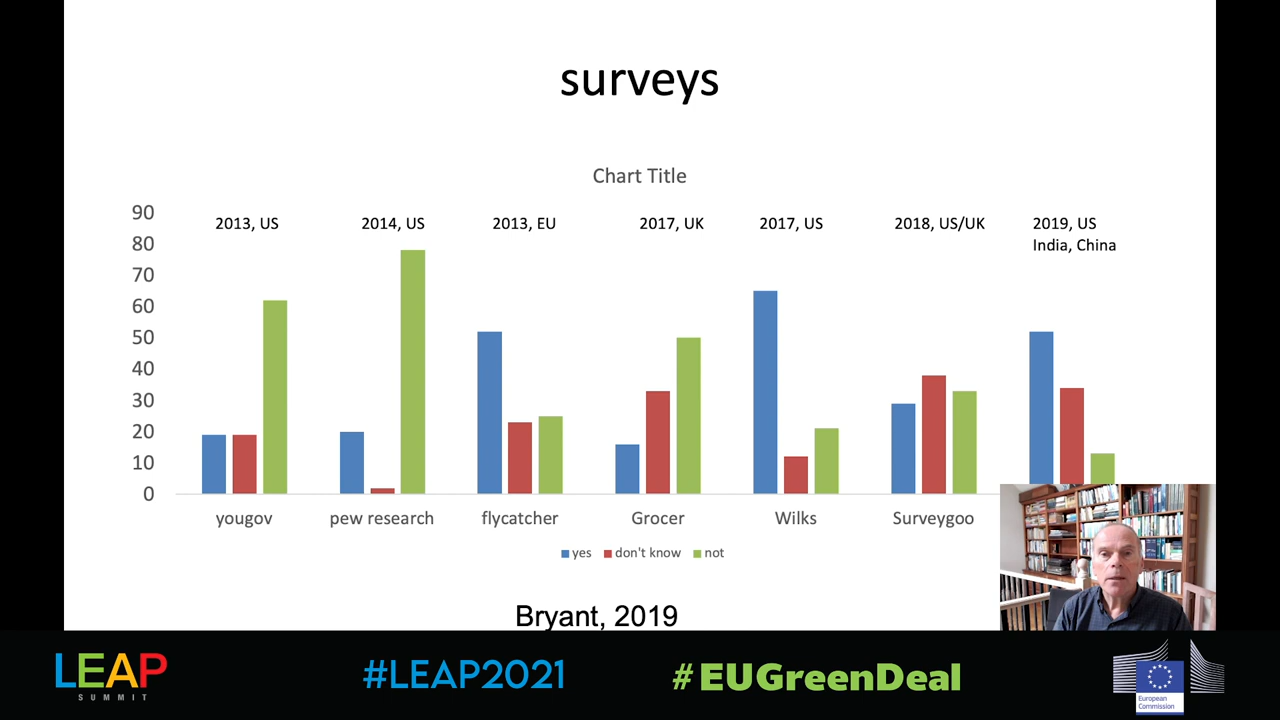 surveys
Chart Title
90
80
70
60
50
40
30
20
10
0
2013, US
2014, US
2013, EU
2017, UK
2017, US
2018, US/UK
2019, US
India, China
yougov
pew research
flycatcher
Grocer
Wilks
Surveygoo
yes
don't know
not
Bryant, 2019
LEAP
SUMMIT
#LEAP2021
#EUGreenDeal
European
Commission